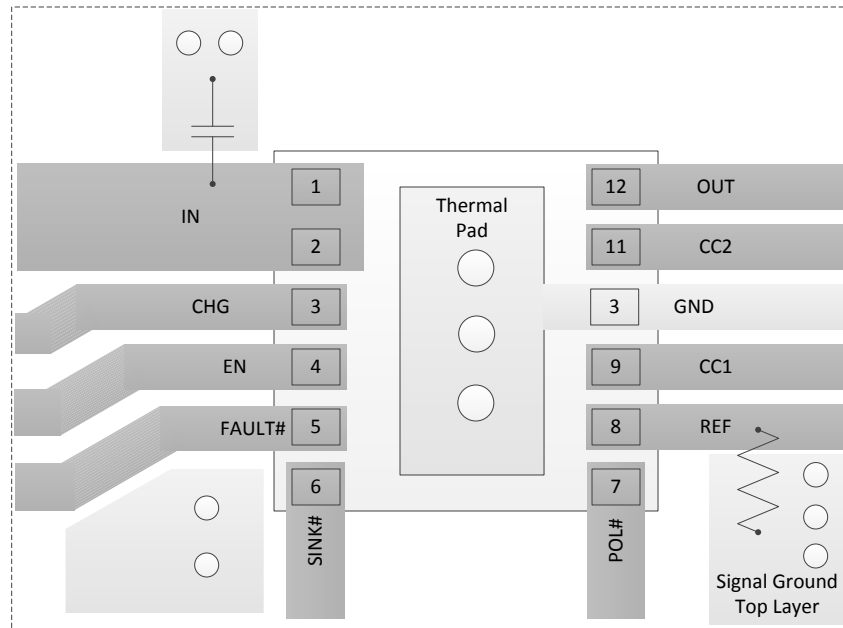 1
12
OUT
IN
Thermal
Pad
2
11
CC2
CHG
3
3
GND
EN
4
9
CC1
FAULT#
5
8
REF
6
7
SINK#
POL#
Signal Ground
Top Layer